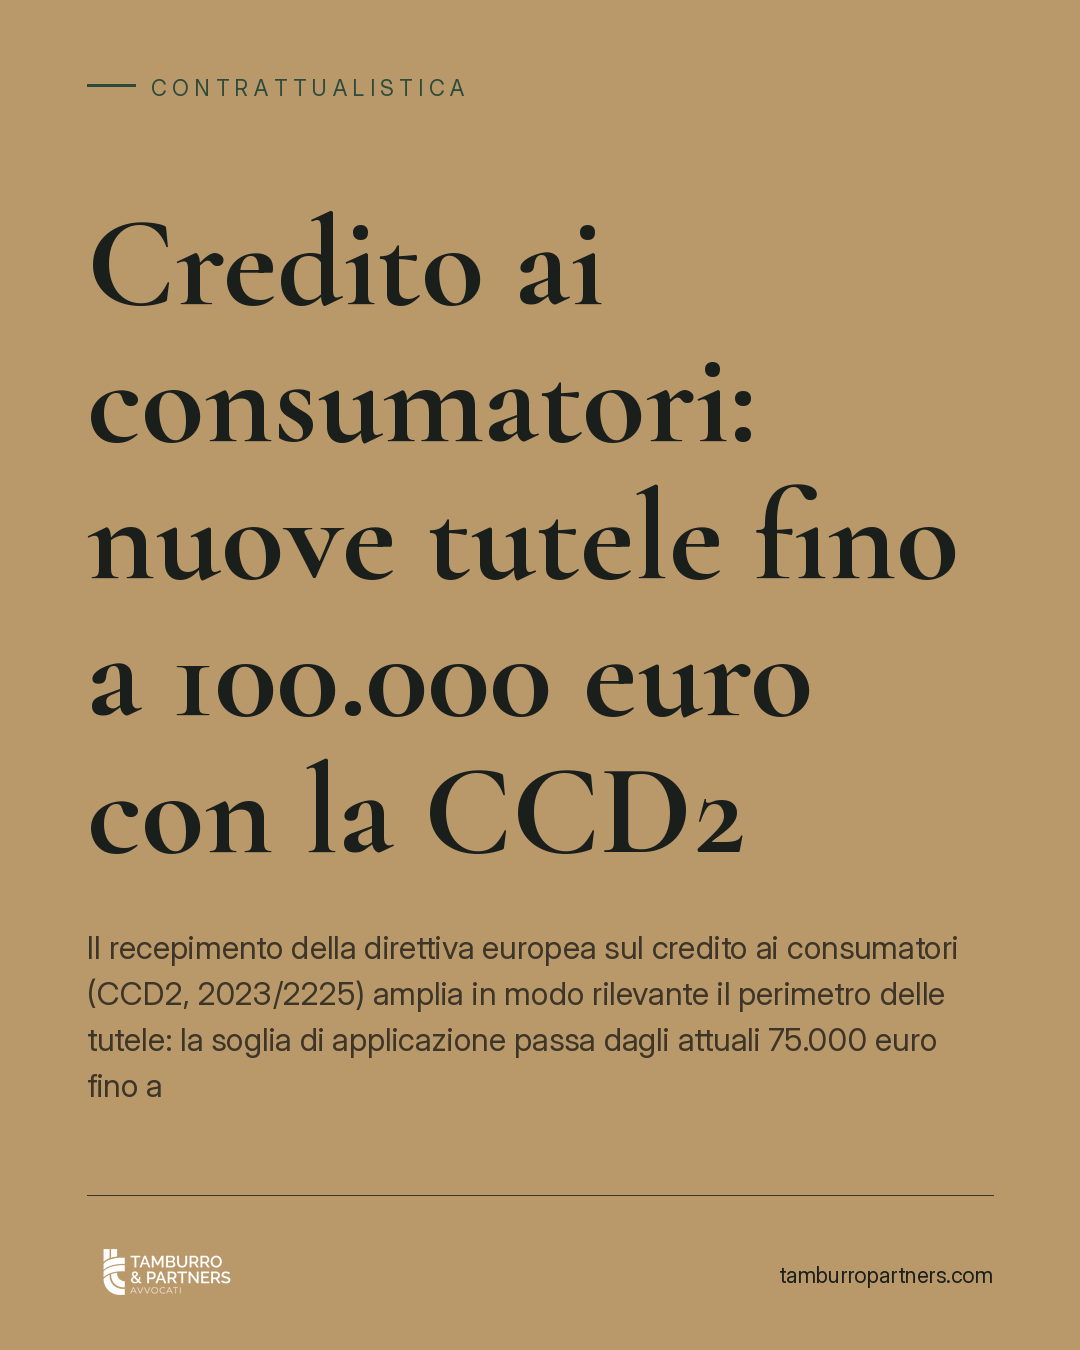 CONTRATTUALISTICA
Credito ai
consumatori:
nuove tutele fino
a 100.000 euro
con la CCD2
Il recepimento della direttiva europea sul credito ai consumatori
(CCD2, 2023/2225) amplia in modo rilevante il perimetro delle
tutele: la soglia di applicazione passa dagli attuali 75.000 euro
fino a
TAMBURRO
& PARTNERS
AVVOCATI
tamburropartners.com